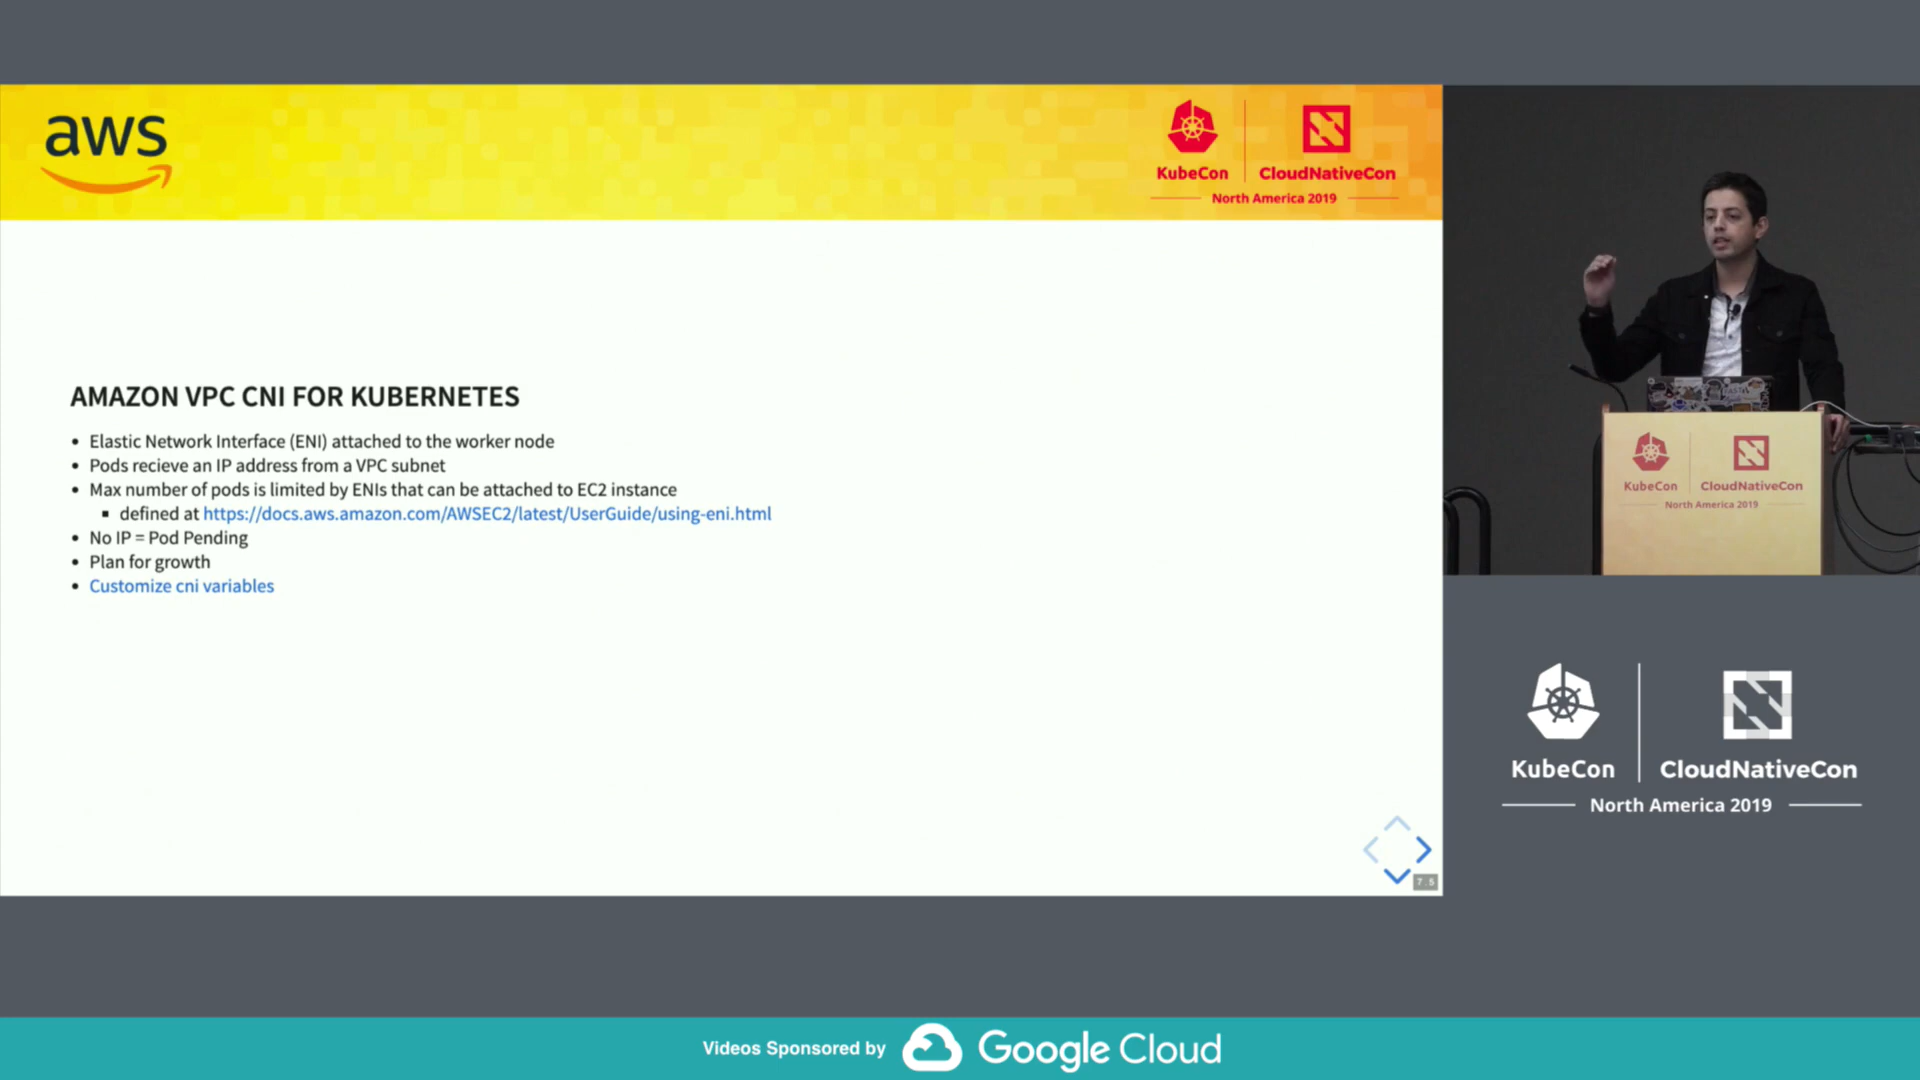 aws
KubeCon
CloudNativeCon
North America 2019
AMAZON VPC CNI FOR KUBERNETES
• Elastic Network Interface (ENI) attached to the worker node
• Pods recieve an IP address from a VPC subnet
• Max number of pods is limited by ENIs that can be attached to EC2 instance
▪ defined at https://docs.aws.amazon.com/AWSEC2/latest/UserGuide/using-eni.html
• No IP = Pod Pending
• Plan for growth
• Customize cni variables
7.5
KubeCon
CloudNativeCon
North America 2019
KubeCon
CloudNativeCon
North America 2019
Videos Sponsored by
Google Cloud